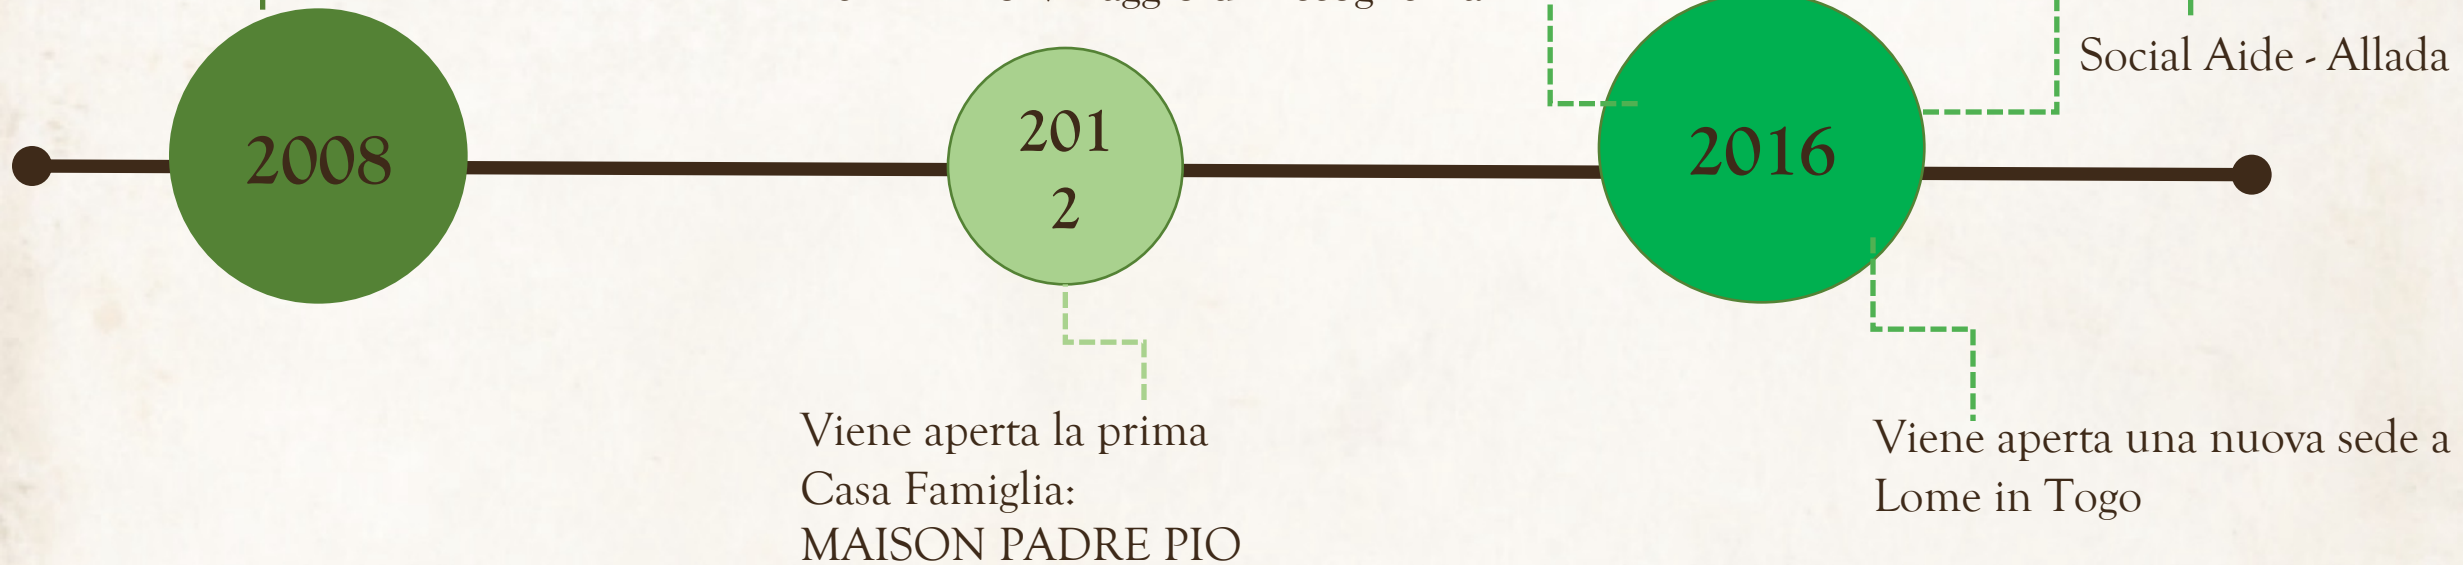 Social Aide - Allada
2008
201
2
2016
Viene aperta la prima
Casa Famiglia:
MAISON PADRE PIO
Viene aperta una nuova sede a
Lome in Togo